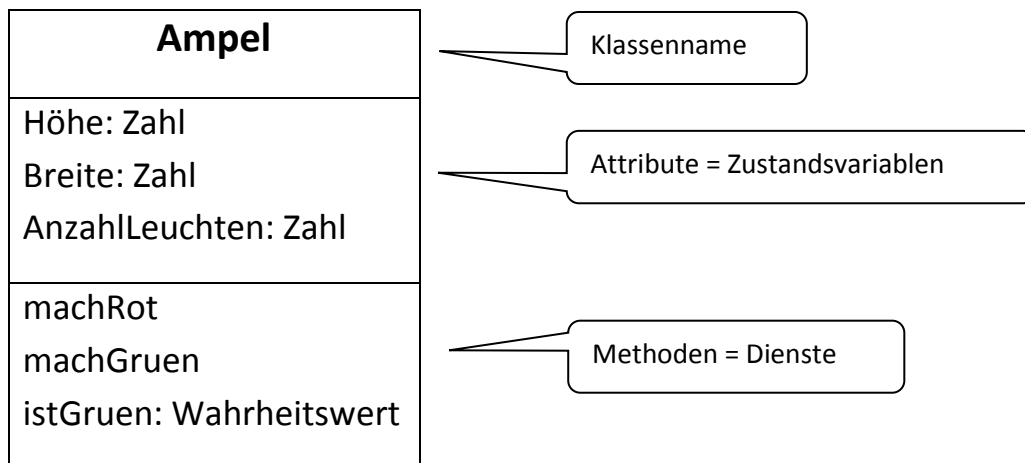 Ampel
Klassenname
Höhe: Zahl
Breite: Zahl
AnzahlLeuchten: Zahl
Attribute = Zustandsvariablen
machRot
machGruen
istGruen: Wahrheitswert
Methoden = Dienste